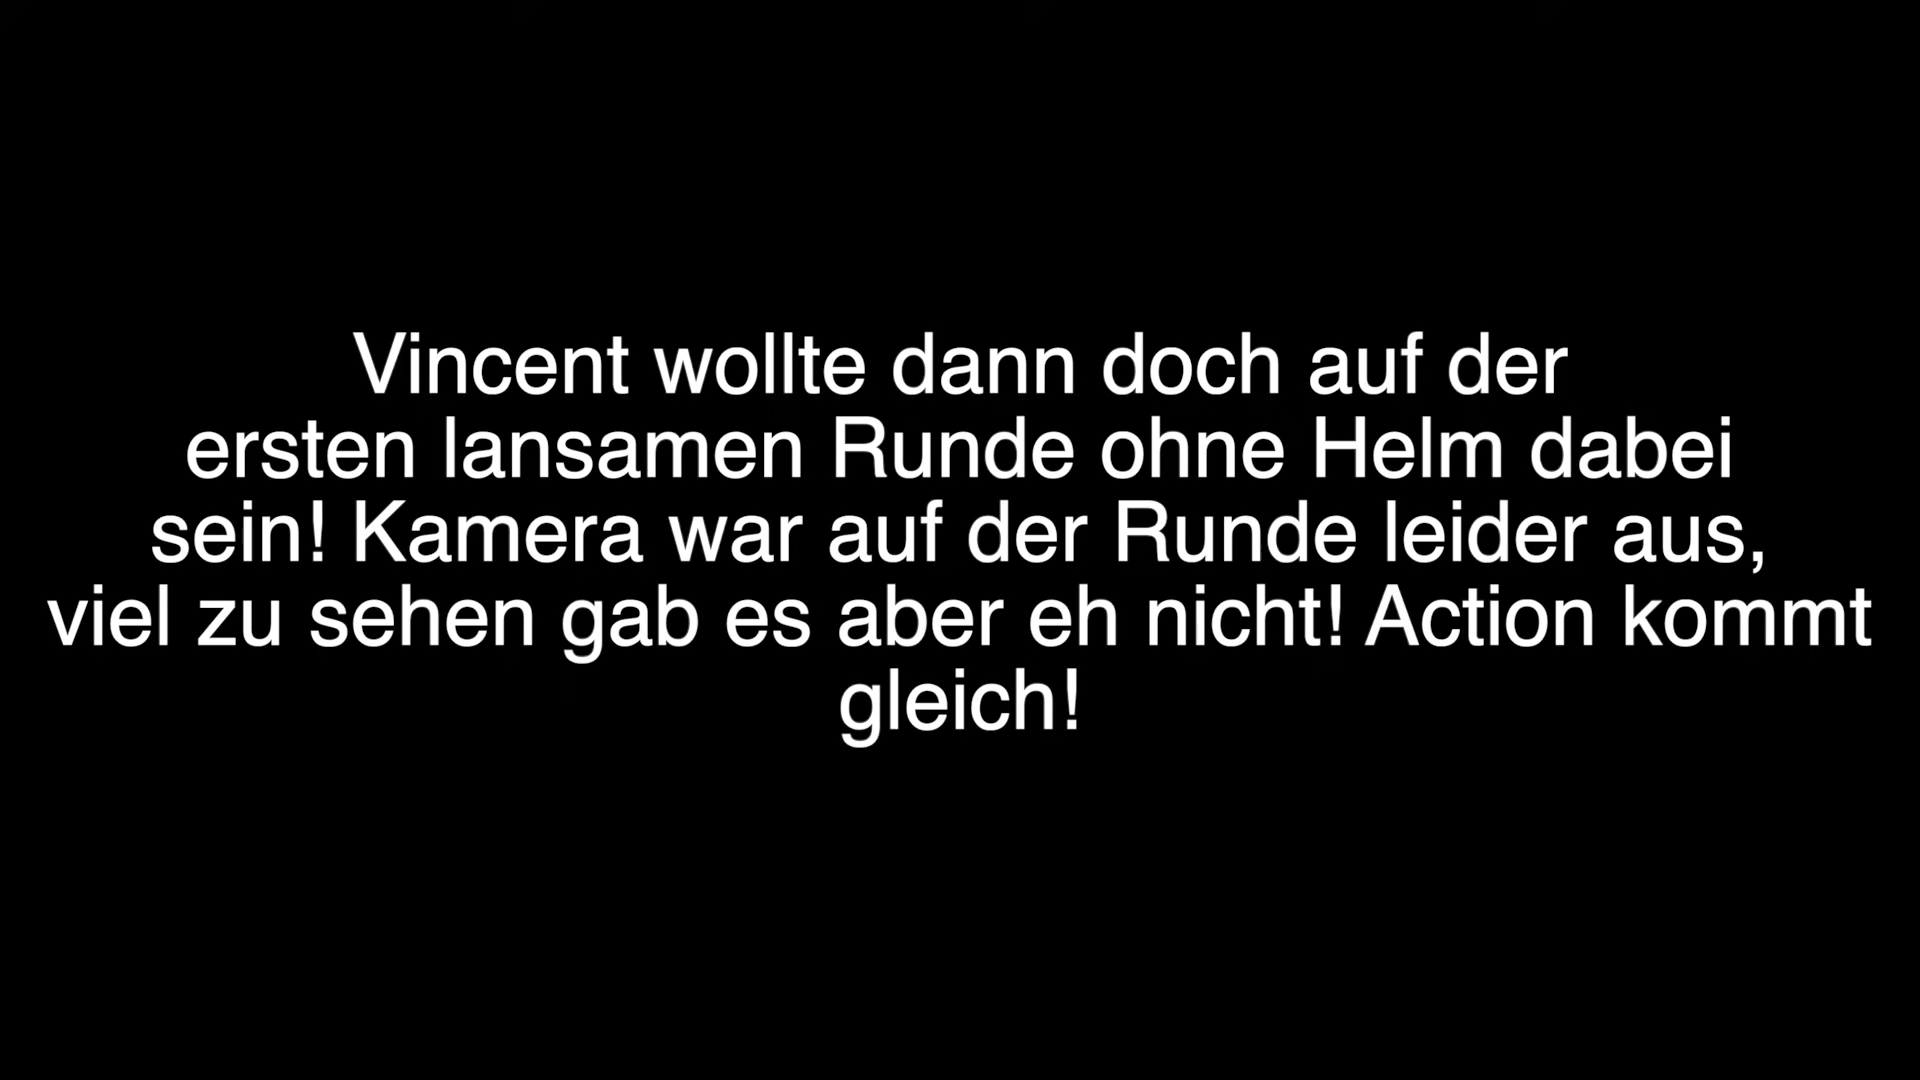 Vincent wollte dann doch auf der
ersten lansamen Runde ohne Helm dabei
sein! Kamera war auf der Runde leider aus,
viel zu sehen gab es aber eh nicht! Action kommt
gleich!